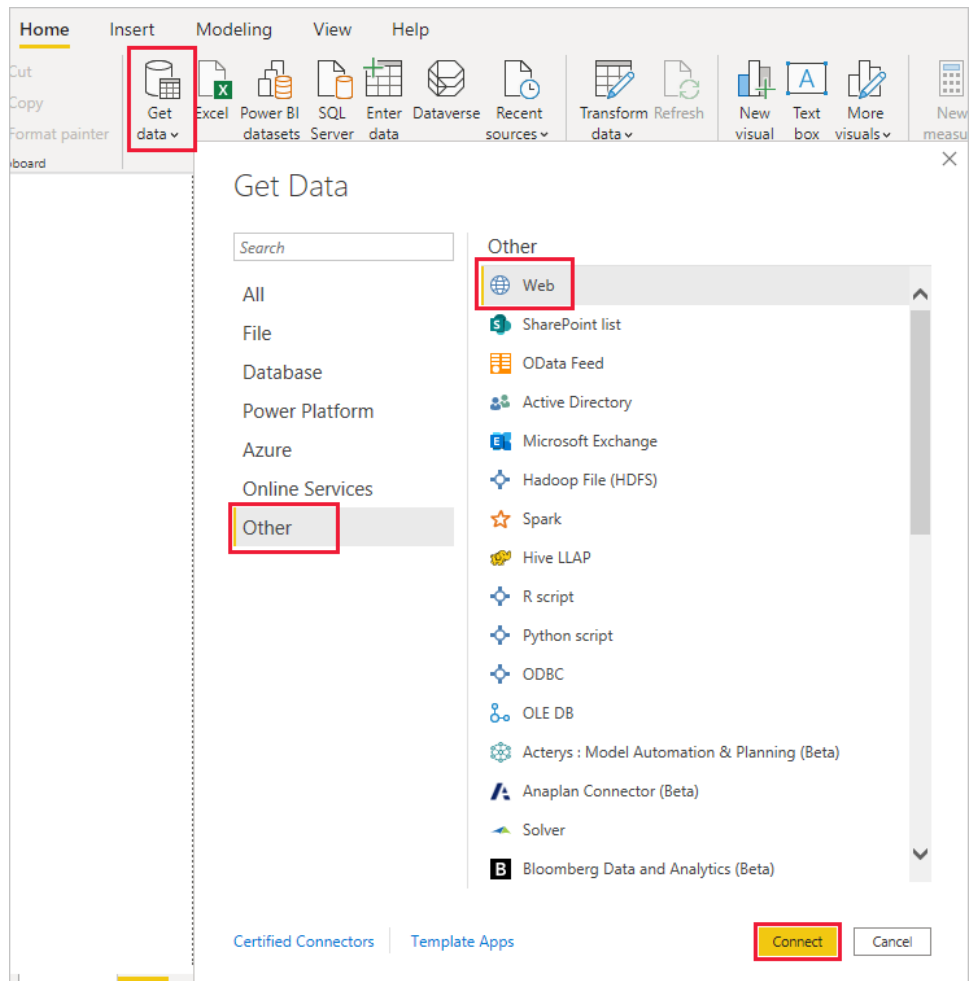 Home Insert Modeling View Help
Cut
Copy
Format painter
Get data
Excel
Power BI datasets
SQL Server
Enter data
Dataverse
Recent sources
Transform data
Refresh
New visual
Text box
A
More visuals
New
Get Data
Search
All
File
Database
Power Platform
Azure
Online Services
Other
Other
Web
SharePoint list
OData Feed
Active Directory
Microsoft Exchange
Hadoop File (HDFS)
Spark
Hive LLAP
R script
Python script
ODBC
OLE DB
Acterys : Model Automation & Planning (Beta)
Anaplan Connector (Beta)
Solver
B Bloomberg Data and Analytics (Beta)
Certified Connectors Template Apps
Connect Cancel